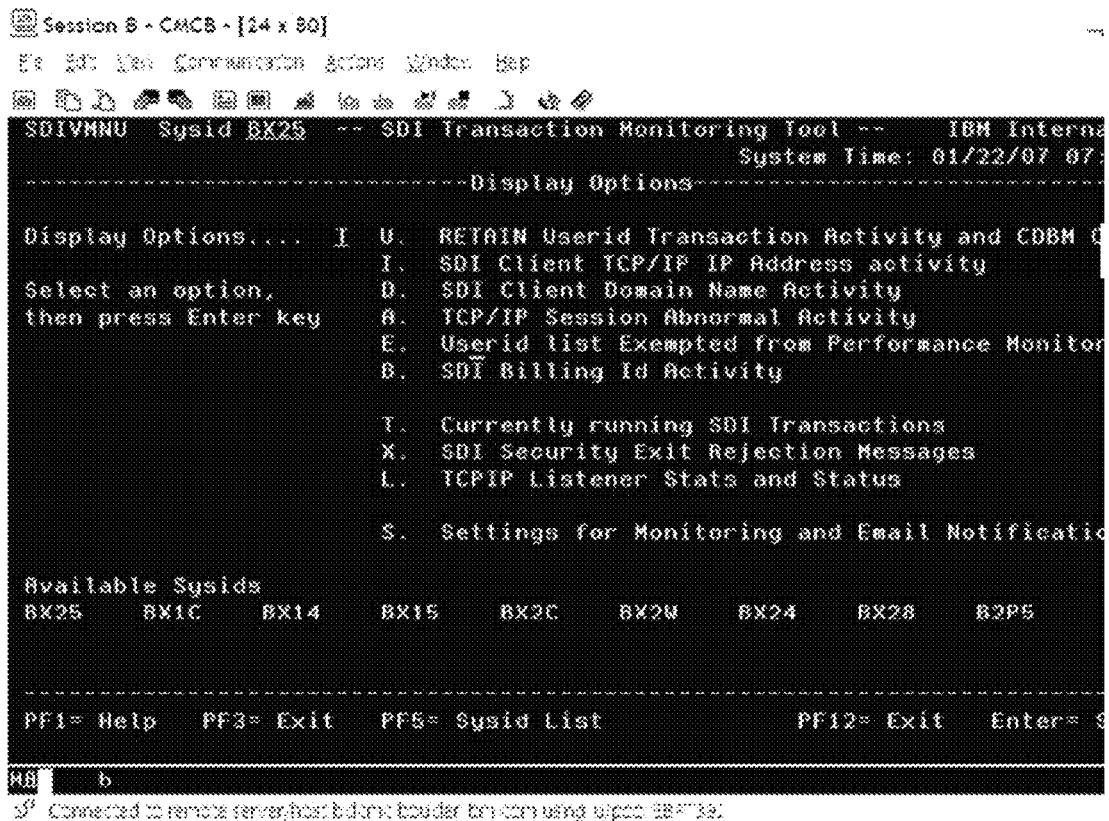 Session B - CMCB - [24 x 80]
File Edit View Communication Actions Window Help
SDIVMNU Sysid BX25 -- SDI Transaction Monitoring Tool -- IBM Interna
System Time: 01/22/07 07:
-----------------------------Display Options---------------------------
Display Options.... I U. RETAIN Userid Transaction Activity and CDBM
I. SDI Client TCP/IP IP Address activity
Select an option, D. SDI Client Domain Name Activity
then press Enter key A. TCP/IP Session Abnormal Activity
E. Userid list Exempted from Performance Monitor
B. SDI Billing Id Activity
T. Currently running SDI Transactions
X. SDI Security Exit Rejection Messages
L. TCPIP Listener Stats and Status
S. Settings for Monitoring and Email Notificatio
Available Sysids
BX25 BX1C BX14 BX15 BX2C BX2W BX24 BX28 B2P5
PF1= Help PF3= Exit PF5= Sysid List PF12= Exit Enter=
MA b
Connected to remote server/host using